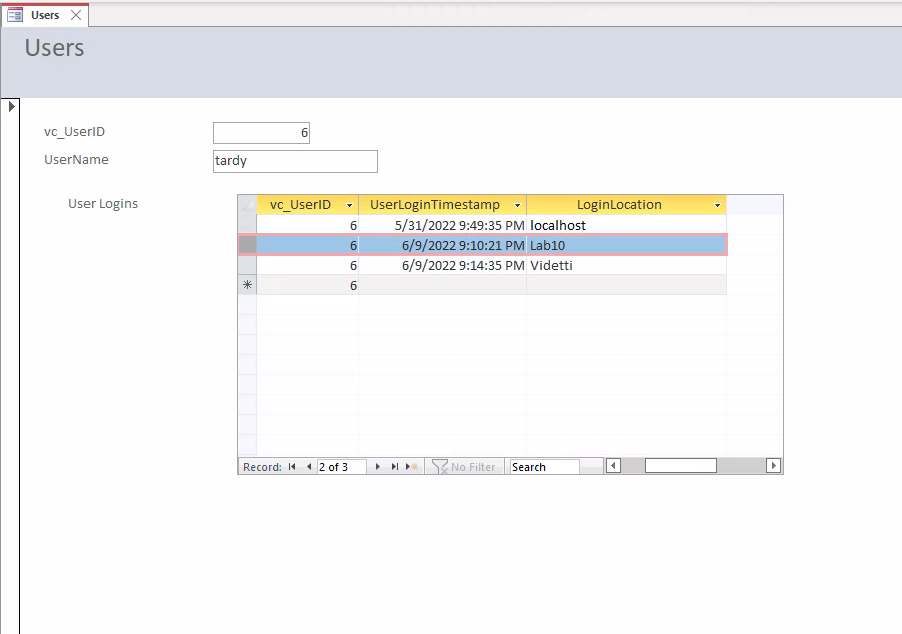 Users
Users
vc_UserID 6
UserName tardy
User Logins
vc_UserID UserLoginTimestamp LoginLocation
6 5/31/2022 9:49:35 PM localhost
6 6/9/2022 9:10:21 PM Lab10
6 6/9/2022 9:14:35 PM Videtti
* 6
Record: 2 of 3 No Filter Search